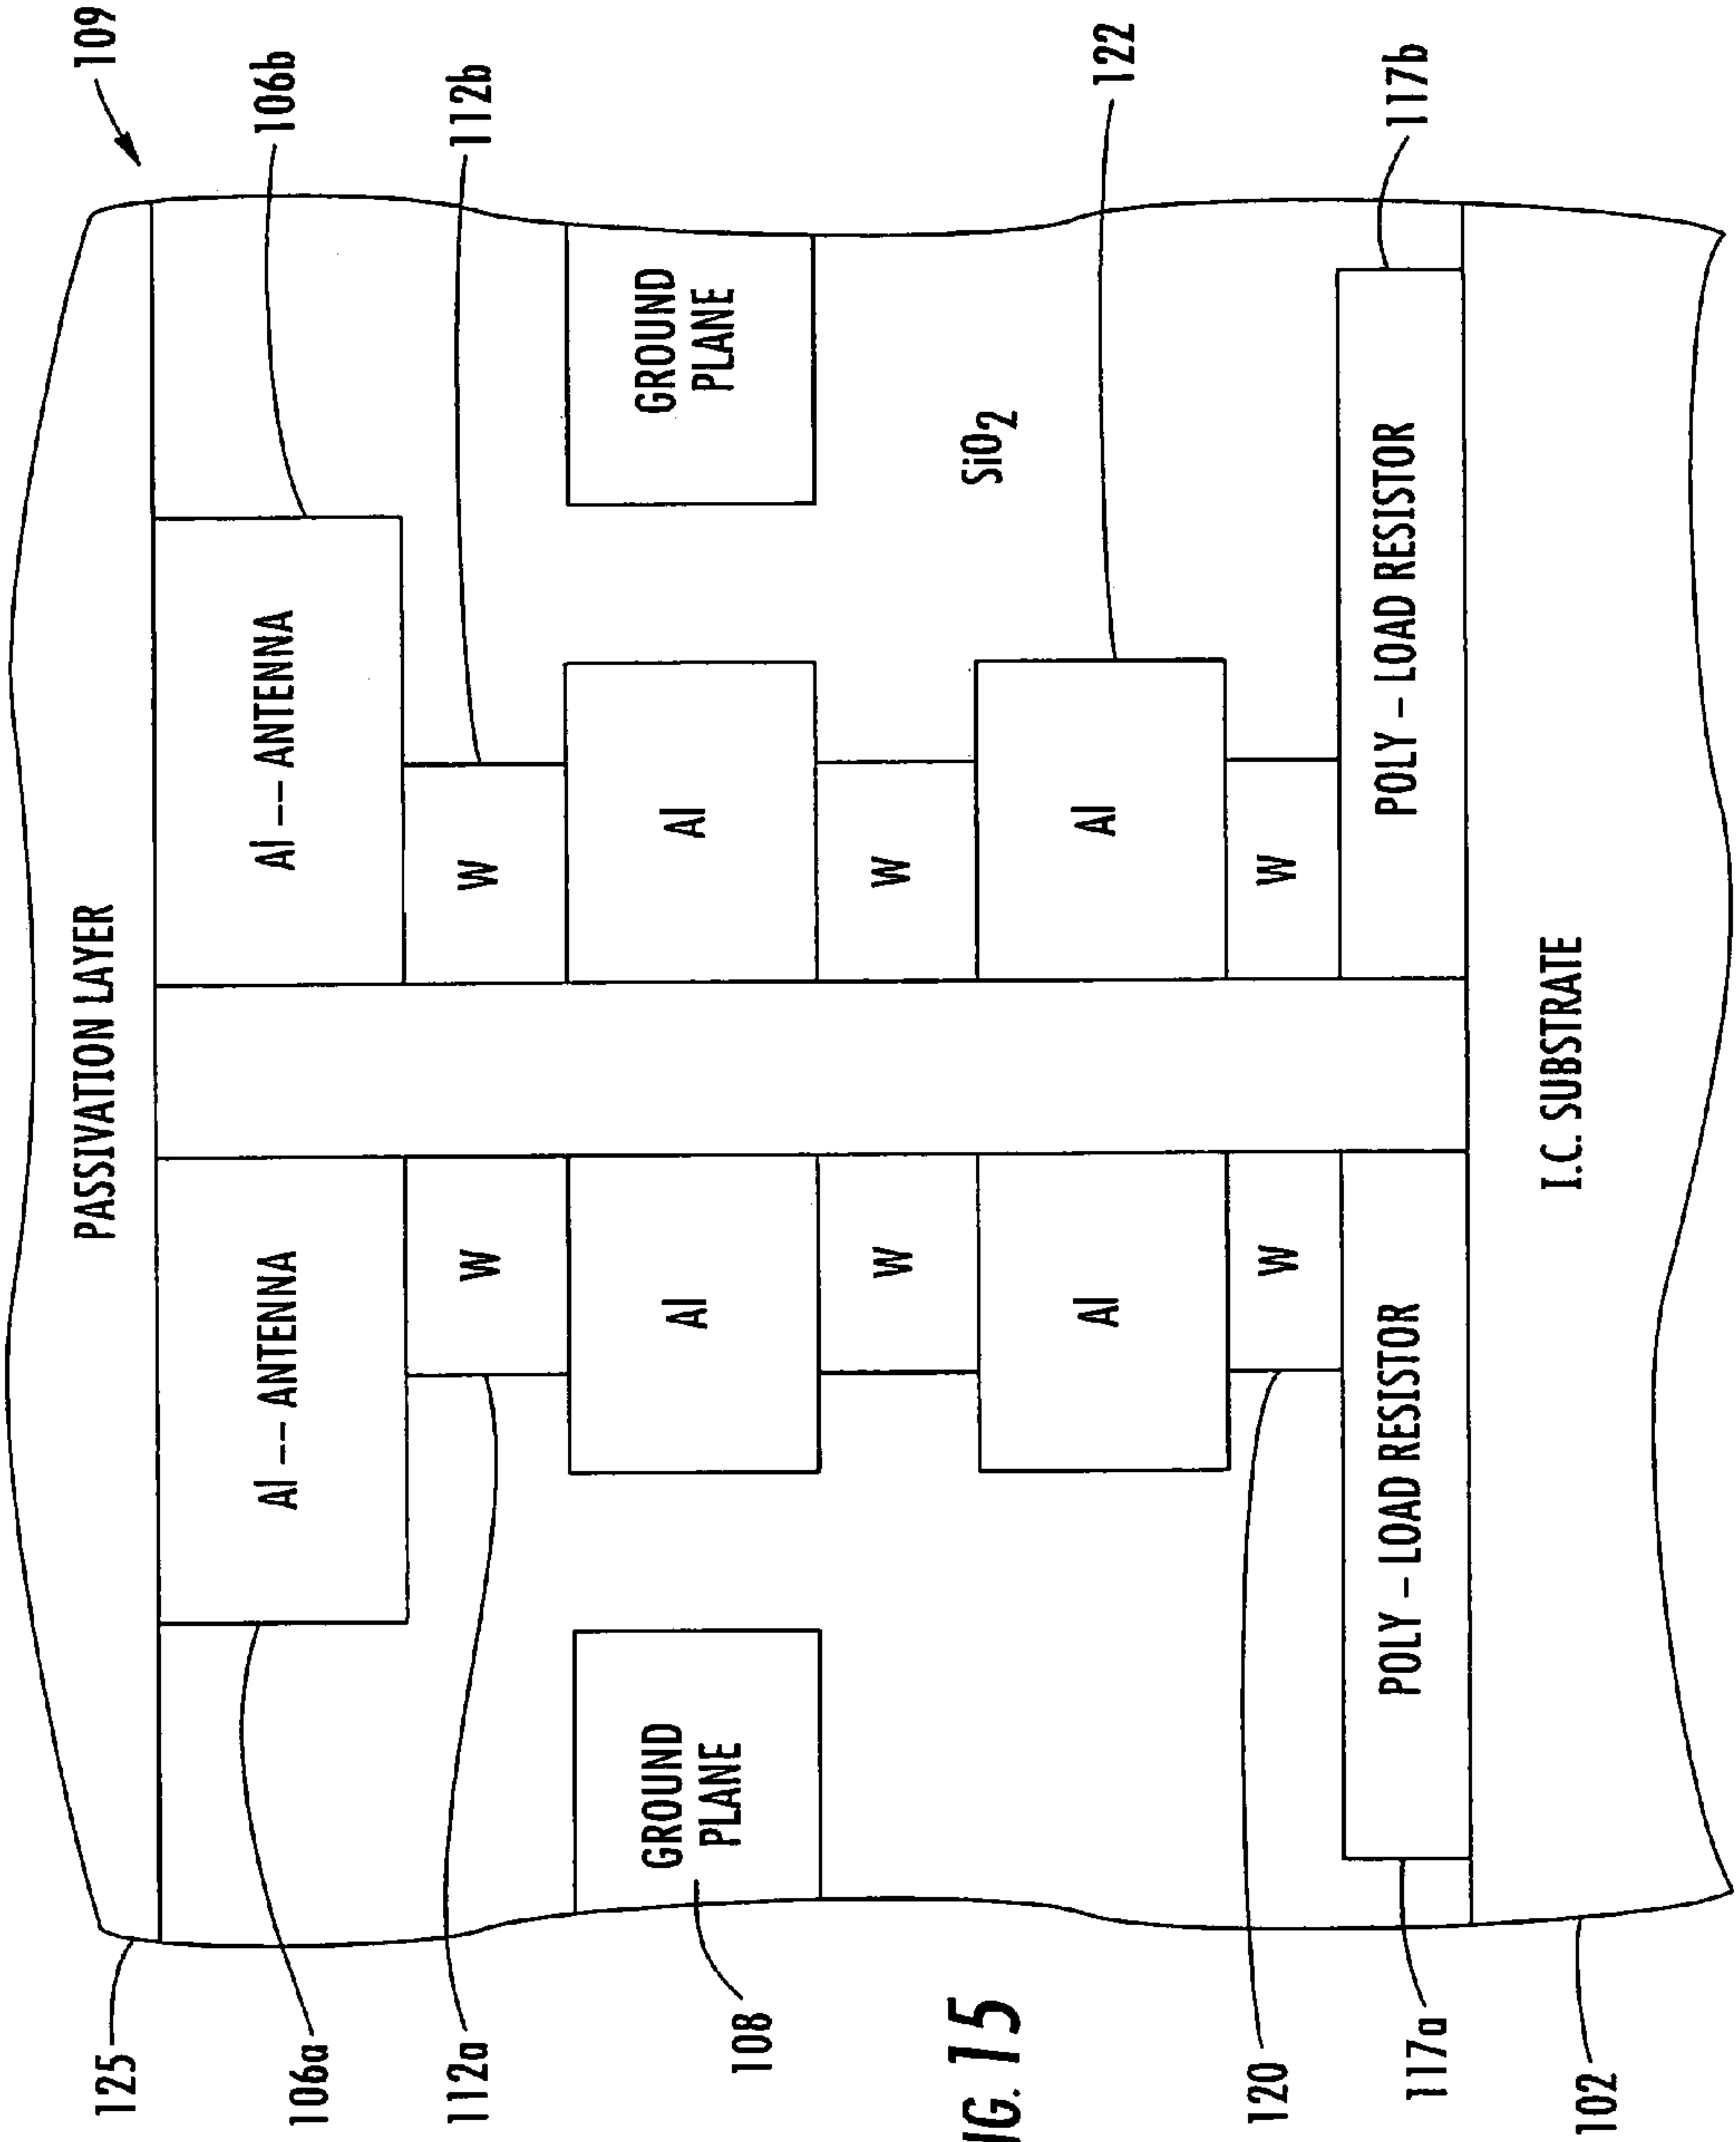 109
125
PASSIVATION LAYER
106a
Al -- ANTENNA
Al -- ANTENNA
106b
112a
W
W
112b
GROUND
PLANE
Al
Al
GROUND
PLANE
108
W
W
IG. 15
SiO₂
Al
Al
122
120
W
W
117a
POLY – LOAD RESISTOR
POLY – LOAD RESISTOR
117b
102
I.C. SUBSTRATE